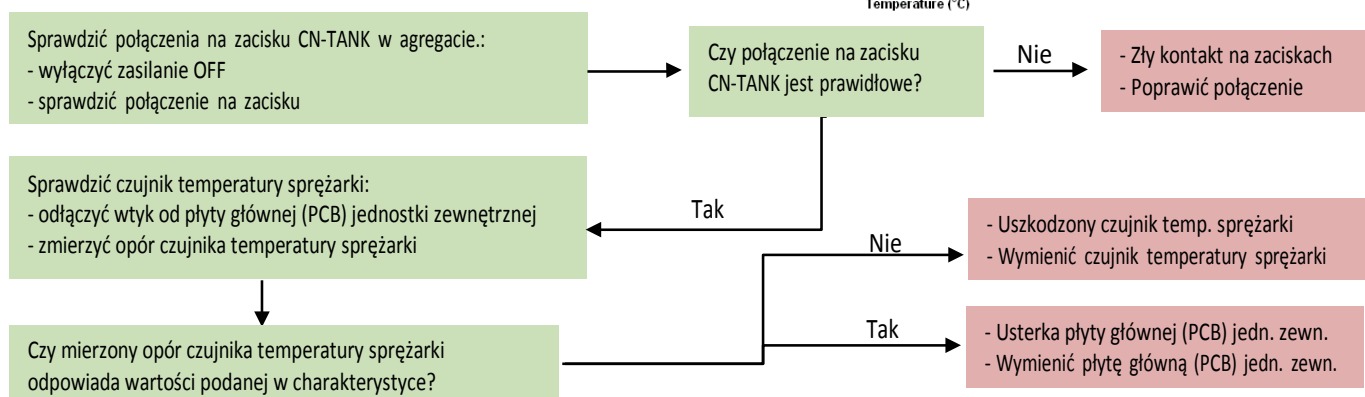 Temperature (°C)
Sprawdzić połączenia na zacisku CN-TANK w agregacie.:
- wyłączyć zasilanie OFF
- sprawdzić połączenie na zacisku
Czy połączenie na zacisku
CN-TANK jest prawidłowe?
Nie
- Zły kontakt na zaciskach
- Poprawić połączenie
Tak
Sprawdzić czujnik temperatury sprężarki:
- odłączyć wtyk od płyty głównej (PCB) jednostki zewnętrznej
- zmierzyć opór czujnika temperatury sprężarki
Czy mierzony opór czujnika temperatury sprężarki
odpowiada wartości podanej w charakterystyce?
Nie
- Uszkodzony czujnik temp. sprężarki
- Wymienić czujnik temperatury sprężarki
Tak
- Usterka płyty głównej (PCB) jedn. zewn.
- Wymienić płytę główną (PCB) jedn. zewn.